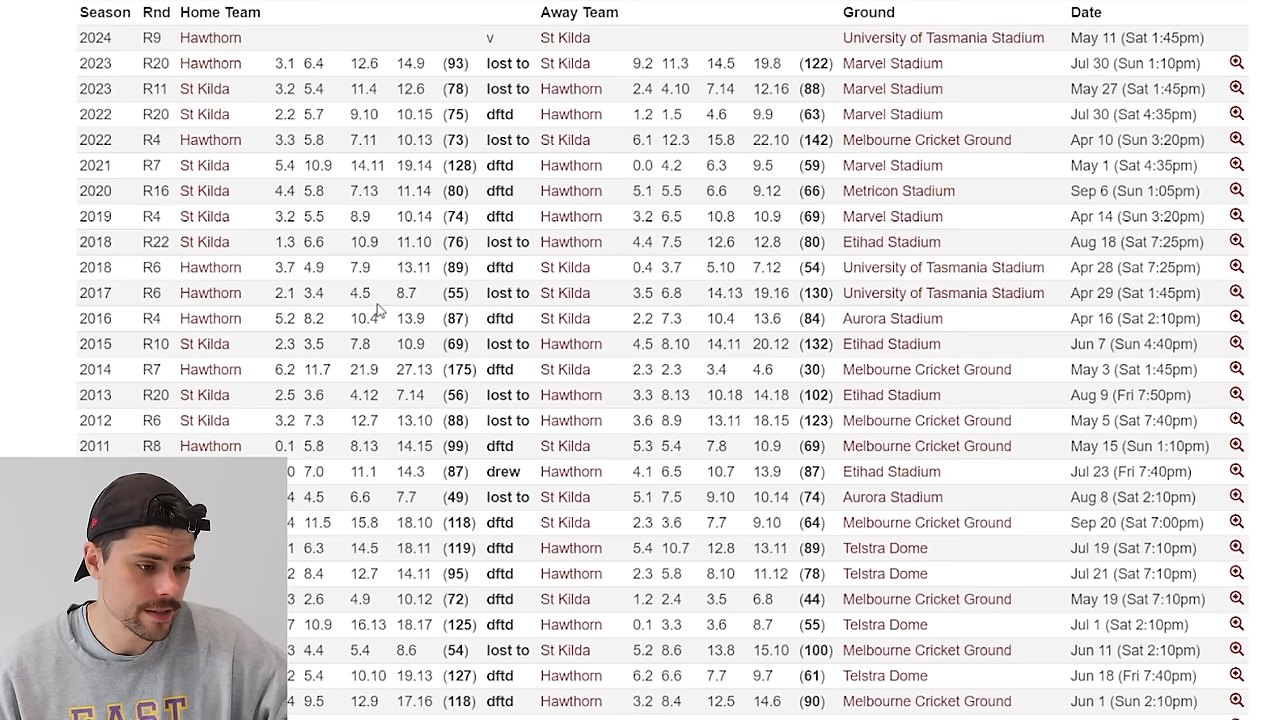 Season Rnd Home Team Away Team Ground Date
2024 R9 Hawthorn v St Kilda University of Tasmania Stadium May 11 (Sat 1:45pm)
2023 R20 Hawthorn 3.1 6.4 12.6 14.9 (93) lost to St Kilda 9.2 11.3 14.5 19.8 (122) Marvel Stadium Jul 30 (Sun 1:10pm)
2023 R11 St Kilda 3.2 5.4 11.4 12.6 (78) lost to Hawthorn 2.4 4.10 7.14 12.16 (88) Marvel Stadium May 27 (Sat 1:45pm)
2022 R20 St Kilda 2.2 5.7 9.10 10.15 (75) dftd Hawthorn 1.2 1.5 4.6 9.9 (63) Marvel Stadium Jul 30 (Sat 4:35pm)
2022 R4 Hawthorn 3.3 5.8 7.11 10.13 (73) lost to St Kilda 6.1 12.3 15.8 22.10 (142) Melbourne Cricket Ground Apr 10 (Sun 3:20pm)
2021 R7 St Kilda 5.4 10.9 14.11 19.14 (128) dftd Hawthorn 0.0 4.2 6.3 9.5 (59) Marvel Stadium May 1 (Sat 4:35pm)
2020 R16 St Kilda 4.4 5.8 7.13 11.14 (80) dftd Hawthorn 5.1 5.5 6.6 9.12 (66) Metricon Stadium Sep 6 (Sun 1:05pm)
2019 R4 St Kilda 3.2 5.5 8.9 10.14 (74) dftd Hawthorn 3.2 6.5 10.8 10.9 (69) Marvel Stadium Apr 14 (Sun 3:20pm)
2018 R22 St Kilda 1.3 6.6 10.9 11.10 (76) lost to Hawthorn 4.4 7.5 12.6 12.8 (80) Etihad Stadium Aug 18 (Sat 7:25pm)
2018 R6 Hawthorn 3.7 4.9 7.9 13.11 (89) dftd St Kilda 0.4 3.7 5.10 7.12 (54) University of Tasmania Stadium Apr 28 (Sat 7:25pm)
2017 R6 Hawthorn 2.1 3.4 4.5 8.7 (55) lost to St Kilda 3.5 6.8 14.13 19.16 (130) University of Tasmania Stadium Apr 29 (Sat 1:45pm)
2016 R4 Hawthorn 5.2 8.2 10.4 13.9 (87) dftd St Kilda 2.2 7.3 10.4 13.6 (84) Aurora Stadium Apr 16 (Sat 2:10pm)
2015 R10 St Kilda 2.3 3.5 7.8 10.9 (69) lost to Hawthorn 4.5 8.10 14.11 20.12 (132) Etihad Stadium Jun 7 (Sun 4:40pm)
2014 R7 Hawthorn 6.2 11.7 21.9 27.13 (175) dftd St Kilda 2.3 2.3 3.4 4.6 (30) Melbourne Cricket Ground May 3 (Sat 1:45pm)
2013 R20 St Kilda 2.5 3.6 4.12 7.14 (56) lost to Hawthorn 3.3 8.13 10.18 14.18 (102) Etihad Stadium Aug 9 (Fri 7:50pm)
2012 R6 St Kilda 3.2 7.3 12.7 13.10 (88) lost to Hawthorn 3.6 8.9 13.11 18.15 (123) Melbourne Cricket Ground May 5 (Sat 7:40pm)
2011 R8 Hawthorn 0.1 5.8 8.13 14.15 (99) dftd St Kilda 5.3 5.4 7.8 10.9 (69) Melbourne Cricket Ground May 15 (Sun 1:10pm)
0 7.0 11.1 14.3 (87) drew Hawthorn 4.1 6.5 10.7 13.9 (87) Etihad Stadium Jul 23 (Fri 7:40pm)
4 4.5 6.6 7.7 (49) lost to St Kilda 5.1 7.5 9.10 10.14 (74) Aurora Stadium Aug 8 (Sat 2:10pm)
4 11.5 15.8 18.10 (118) dftd St Kilda 2.3 3.6 7.7 9.10 (64) Melbourne Cricket Ground Sep 20 (Sat 7:00pm)
1 6.3 14.5 18.11 (119) dftd Hawthorn 5.4 10.7 12.8 13.11 (89) Telstra Dome Jul 19 (Sat 7:10pm)
2 8.4 12.7 14.11 (95) dftd Hawthorn 2.3 5.8 8.10 11.12 (78) Telstra Dome Jul 21 (Sat 7:10pm)
3 2.6 4.9 10.12 (72) dftd St Kilda 1.2 2.4 3.5 6.8 (44) Melbourne Cricket Ground May 19 (Sat 7:10pm)
7 10.9 16.13 18.17 (125) dftd Hawthorn 0.1 3.3 3.6 8.7 (55) Telstra Dome Jul 1 (Sat 2:10pm)
3 4.4 5.4 8.6 (54) lost to St Kilda 5.2 8.6 13.8 15.10 (100) Melbourne Cricket Ground Jun 11 (Sat 2:10pm)
2 5.4 10.10 19.13 (127) dftd Hawthorn 6.2 6.6 7.7 9.7 (61) Telstra Dome Jun 18 (Fri 7:40pm)
4 9.5 12.9 17.16 (118) dftd Hawthorn 3.2 8.4 12.5 14.6 (90) Telstra Dome Jun 1 (Sun 2:10pm)
EAST